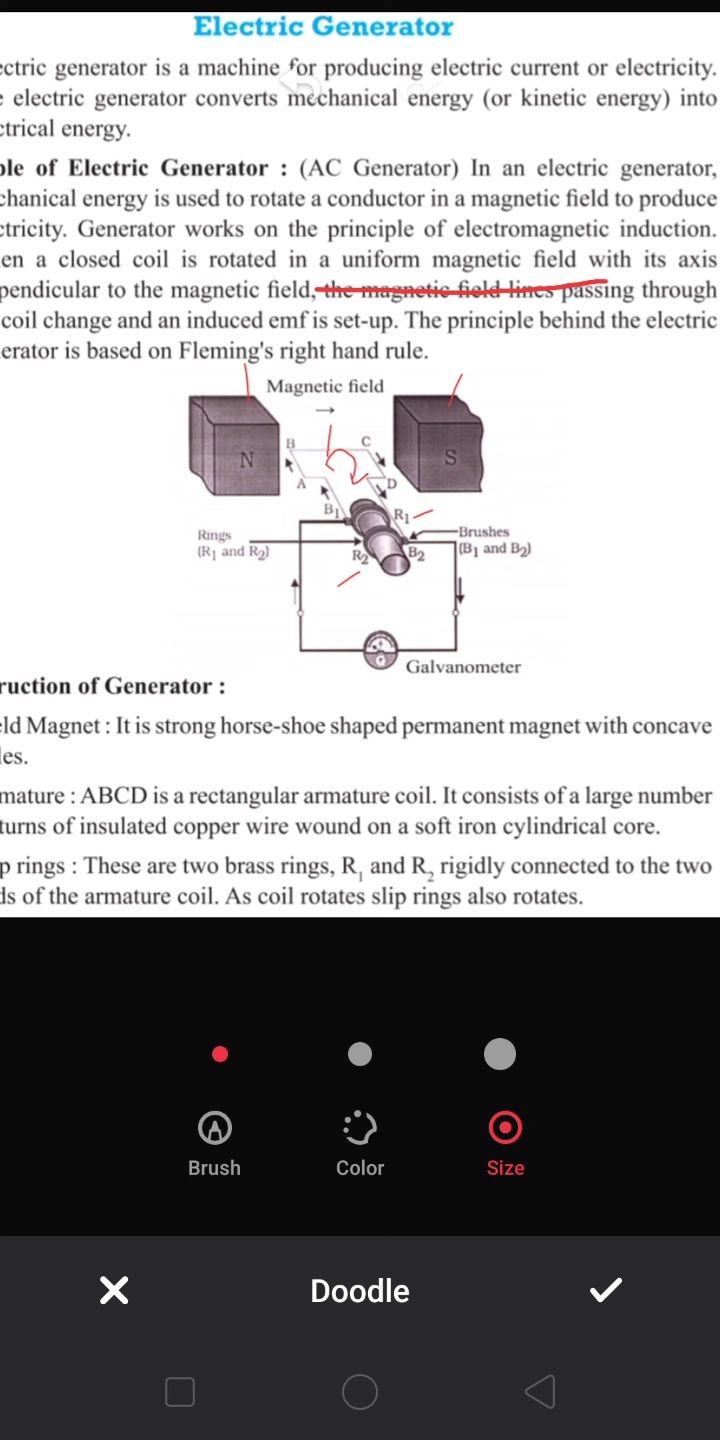 Electric Generator
ectric generator is a machine for producing electric current or electricity.
e electric generator converts mechanical energy (or kinetic energy) into
ctrical energy.
ple of Electric Generator : (AC Generator) In an electric generator,
chanical energy is used to rotate a conductor in a magnetic field to produce
ctricity. Generator works on the principle of electromagnetic induction.
en a closed coil is rotated in a uniform magnetic field with its axis
pendicular to the magnetic field, the magnetic field lines passing through
coil change and an induced emf is set-up. The principle behind the electric
erator is based on Fleming's right hand rule.
Magnetic field
→
N
S
B
C
A
D
B₁
R₁
Rings
(R₁ and R₂)
R₂
B₂
Brushes
(B₁ and B₂)
G
Galvanometer
ruction of Generator :
eld Magnet : It is strong horse-shoe shaped permanent magnet with concave
les.
mature : ABCD is a rectangular armature coil. It consists of a large number
turns of insulated copper wire wound on a soft iron cylindrical core.
p rings : These are two brass rings, R₁ and R₂ rigidly connected to the two
ds of the armature coil. As coil rotates slip rings also rotates.
Brush
Color
Size
Doodle